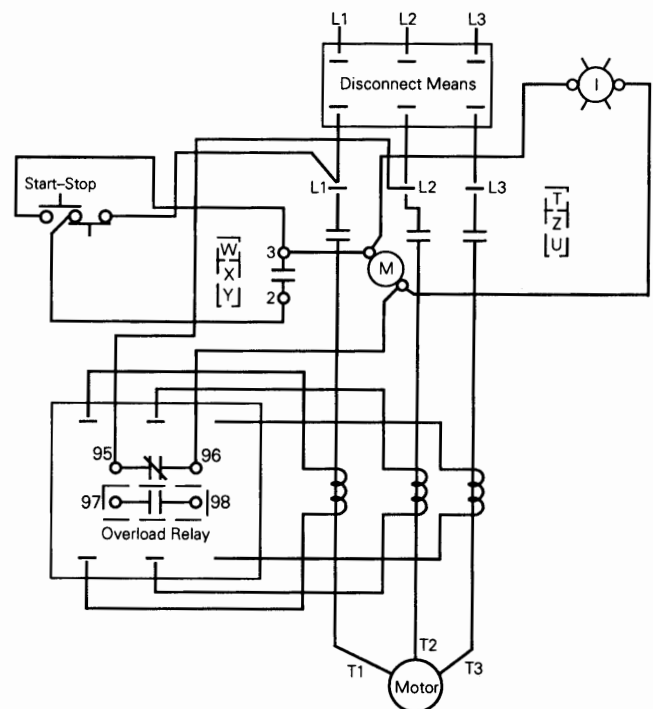 L1 L2 L3
Disconnect Means
I
Start–Stop
L1 L2 L3
T
Z
U
W
X
Y
3
M
2
95 96
97 98
Overload Relay
T1 T2 T3
Motor